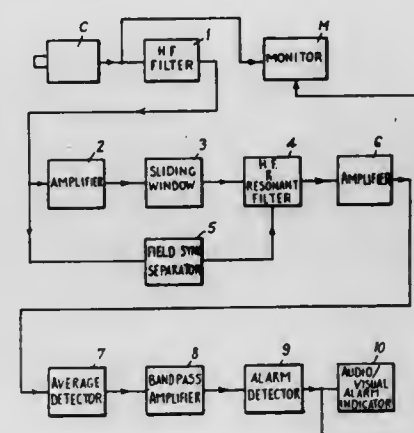 C
1
M
H.F
FILTER
MONITOR
2
3
4
6
AMPLIFIER
SLIDING
WINDOW
H.F.
&
RESONANT
FILTER
AMPLIFIER
5
FIELD SYNC
SEPARATOR
7
8
9
10
AVERAGE
DETECTOR
BANDPASS
AMPLIFIER
ALARM
DETECTOR
AUDIO/
VISUAL
ALARM
INDICATOR